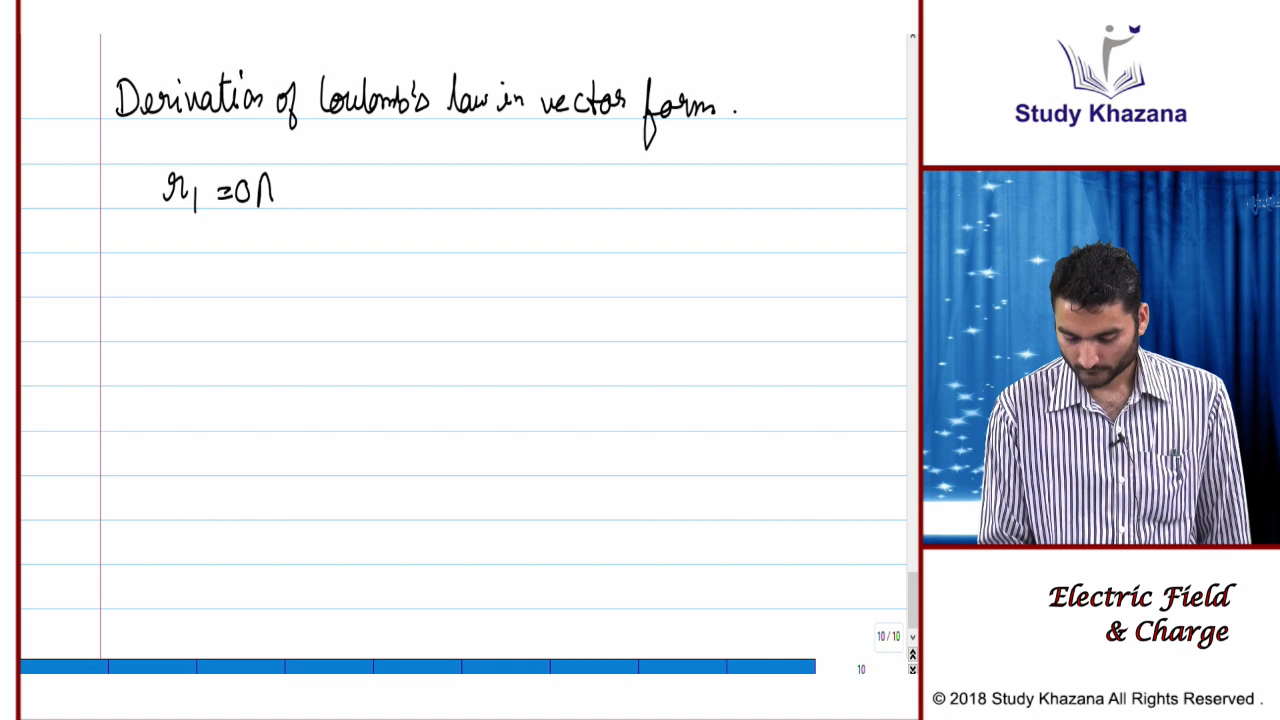 Derivation of Coulomb's law in vector form.
r₁ = 0
Study Khazana
10/10
10
Electric Field
& Charge
© 2018 Study Khazana All Rights Reserved .